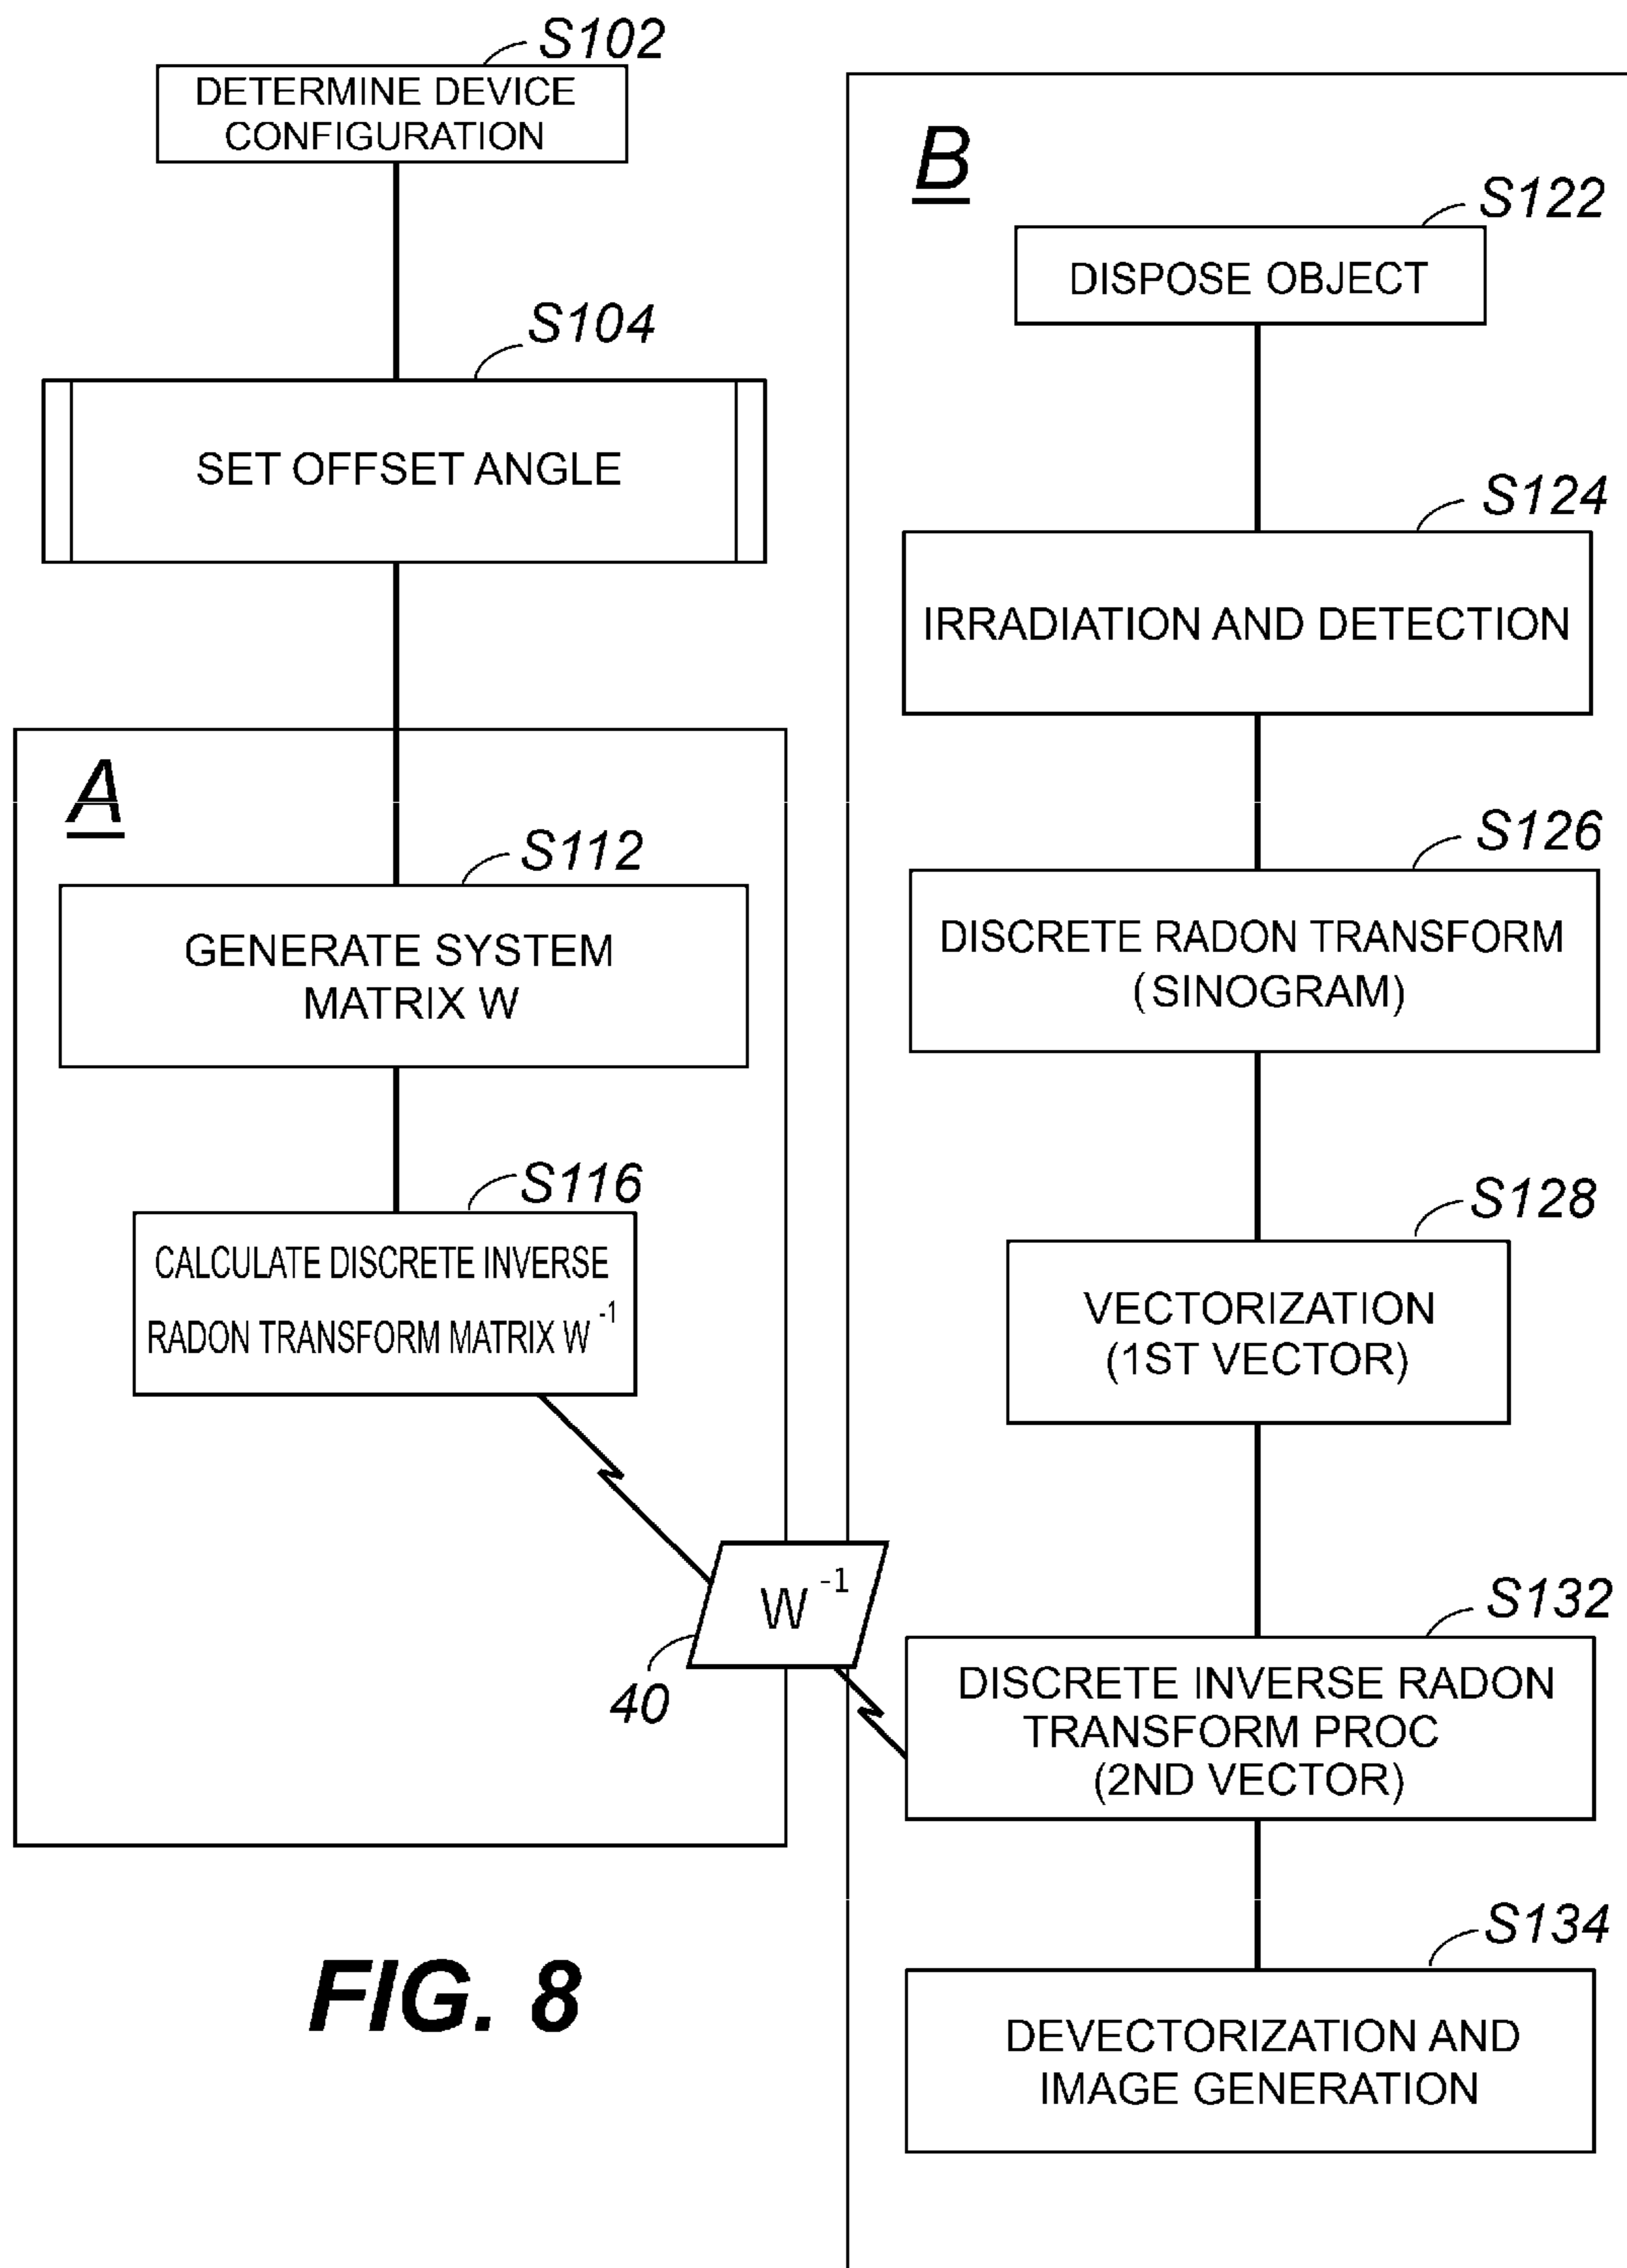 S102
DETERMINE DEVICE
CONFIGURATION
S104
SET OFFSET ANGLE
A
S112
GENERATE SYSTEM
MATRIX W
S116
CALCULATE DISCRETE INVERSE
RADON TRANSFORM MATRIX W⁻¹
W⁻¹
40
B
S122
DISPOSE OBJECT
S124
IRRADIATION AND DETECTION
S126
DISCRETE RADON TRANSFORM
(SINOGRAM)
S128
VECTORIZATION
(1ST VECTOR)
S132
DISCRETE INVERSE RADON
TRANSFORM PROC
(2ND VECTOR)
S134
DEVECTORIZATION AND
IMAGE GENERATION
FIG. 8